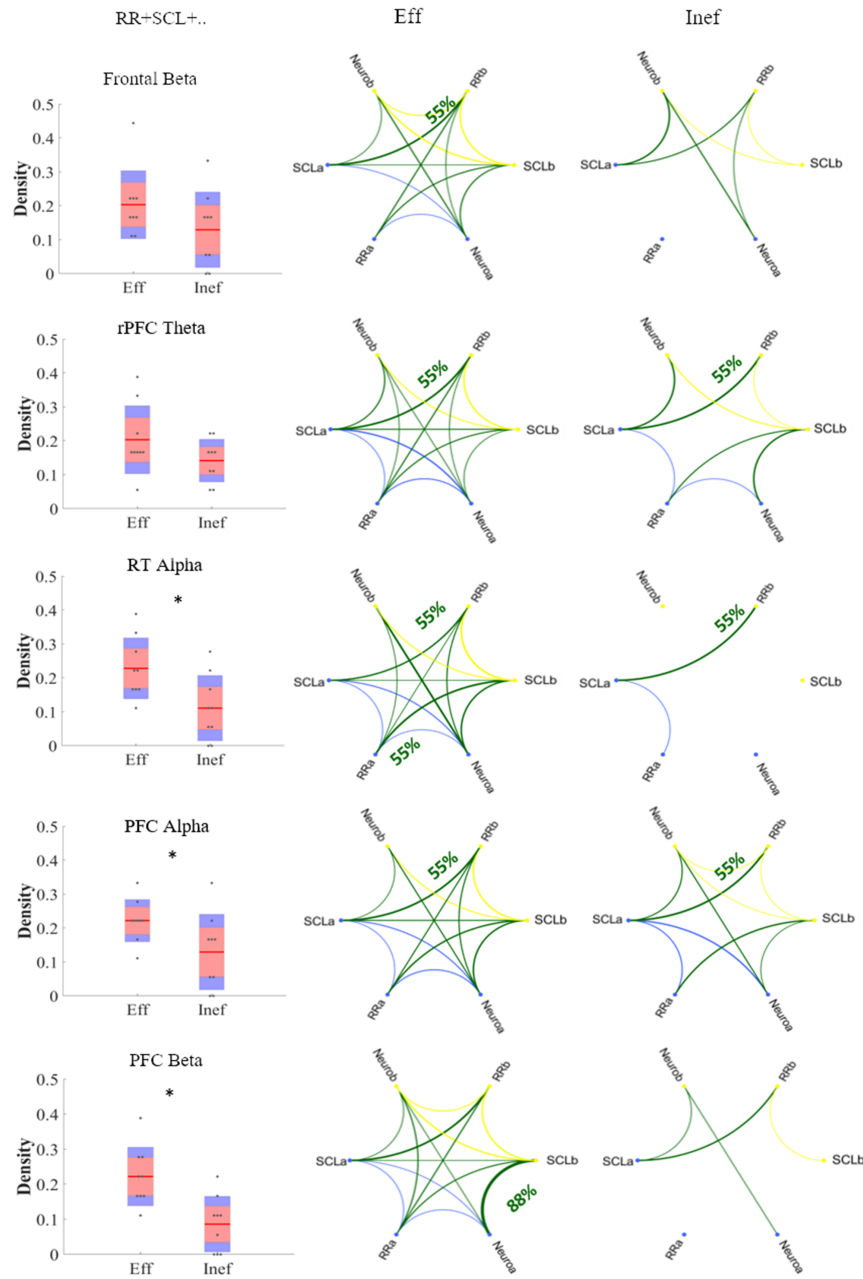 RR+SCL+..
Eff
Inef
Frontal Beta
Density
0.5
0.4
0.3
0.2
0.1
0
Eff
Inef
Neurob
RRb
55%
SCLa
SCLb
RRa
Neuroa
Neurob
RRb
SCLa
SCLb
RRa
Neuroa
rPFC Theta
Density
0.5
0.4
0.3
0.2
0.1
0
Eff
Inef
Neurob
RRb
55%
SCLa
SCLb
RRa
Neuroa
Neurob
RRb
55%
SCLa
SCLb
RRa
Neuroa
RT Alpha
*
Density
0.5
0.4
0.3
0.2
0.1
0
Eff
Inef
Neurob
RRb
55%
SCLa
SCLb
RRa
55%
Neuroa
Neurob
RRb
55%
SCLa
SCLb
RRa
Neuroa
PFC Alpha
*
Density
0.5
0.4
0.3
0.2
0.1
0
Eff
Inef
Neurob
RRb
55%
SCLa
SCLb
RRa
Neuroa
Neurob
RRb
55%
SCLa
SCLb
RRa
Neuroa
PFC Beta
*
Density
0.5
0.4
0.3
0.2
0.1
0
Eff
Inef
Neurob
RRb
SCLa
SCLb
88%
RRa
Neuroa
Neurob
RRb
SCLa
SCLb
RRa
Neuroa